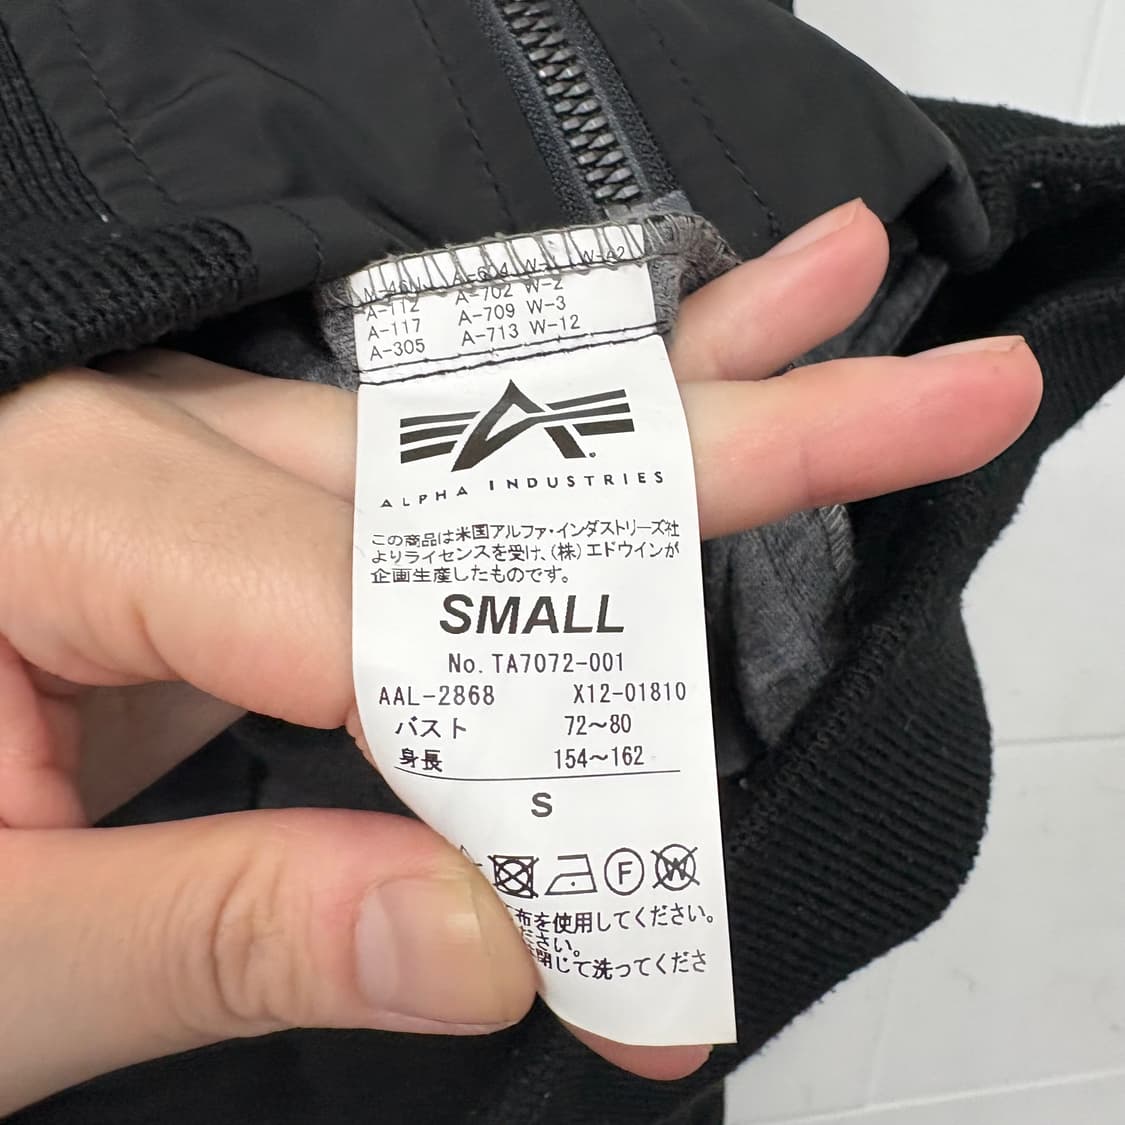 A-604 W-1 W-A2
A-112 A-702 W-2
A-117 A-709 W-3
A-305 A-713 W-12
ALPHA INDUSTRIES
この商品は米国アルファ・インダストリーズ社
よりライセンスを受け、(株)エドウインが
企画生産したものです。
SMALL
No. TA7072-001
AAL-2868 X12-01810
バスト 72～80
身長 154～162
S
F W
布を使用してください。
ださい。
閉じて洗ってくださ